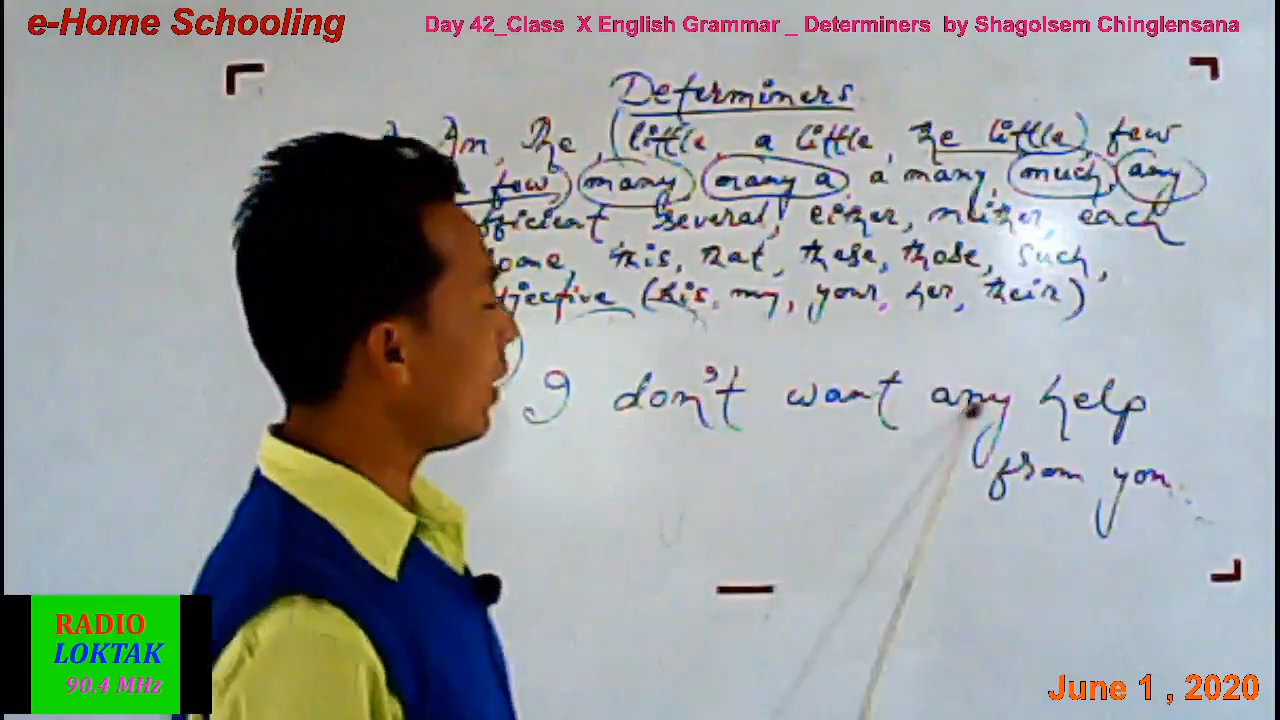 e-Home Schooling
Day 42_Class X English Grammar _ Determiners by Shagolsem Chinglensana
Determiners
An, The, (little, a little, the little), few
few) many many a a many, much, any
several, either, neither, each
some, this, that, these, those, such,
(his, my, your, her, their)
I don't want any help
from you
RADIO
LOKTAK
90.4 MHz
June 1 , 2020